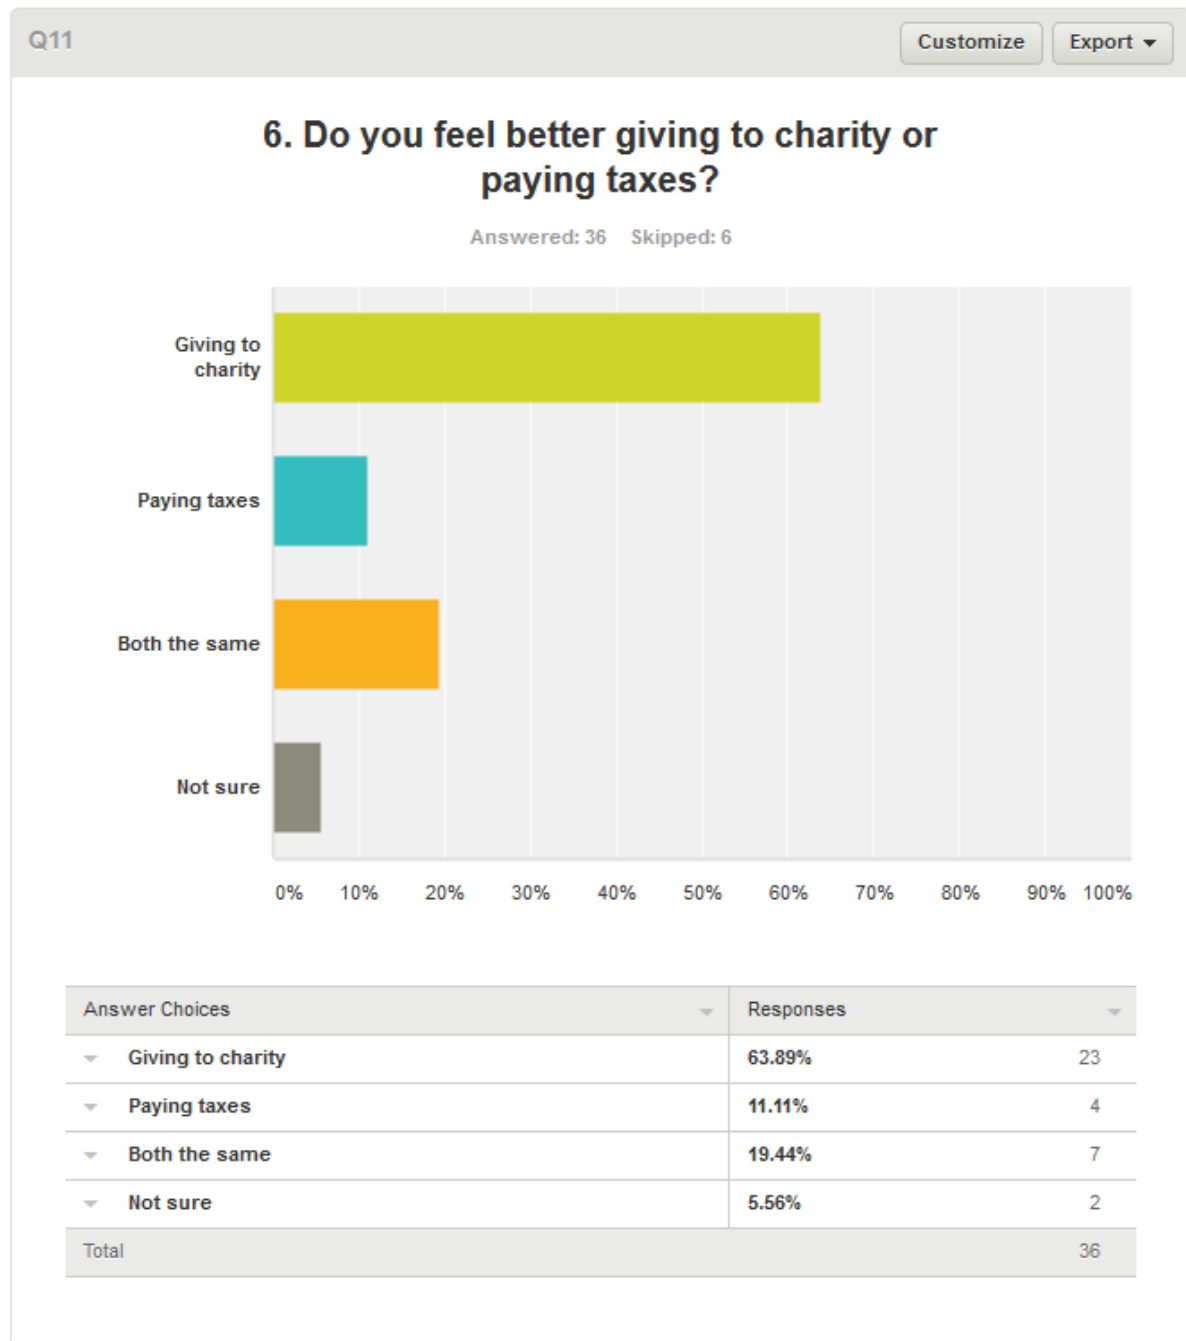 Q11
Customize
Export
6. Do you feel better giving to charity or
paying taxes?
Answered: 36 Skipped: 6
Giving to
charity
Paying taxes
Both the same
Not sure
0% 10% 20% 30% 40% 50% 60% 70% 80% 90% 100%
Answer Choices Responses
Giving to charity 63.89% 23
Paying taxes 11.11% 4
Both the same 19.44% 7
Not sure 5.56% 2
Total 36